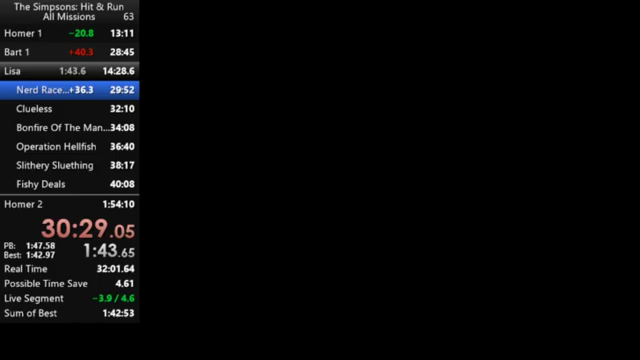 The Simpsons: Hit & Run
All Missions 63
Homer 1 −20.8 13:11
Bart 1 +40.3 28:45
Lisa 1:43.6 14:28.6
Nerd Race...+36.3 29:52
Clueless 32:10
Bonfire Of The Man...34:08
Operation Hellfish 36:40
Slithery Sluething 38:17
Fishy Deals 40:08
Homer 2 1:54:10
30:29.05
PB: 1:47.58
Best: 1:42.97 1:43.65
Real Time 32:01.64
Possible Time Save 4.61
Live Segment −3.9 / 4.6
Sum of Best 1:42:53